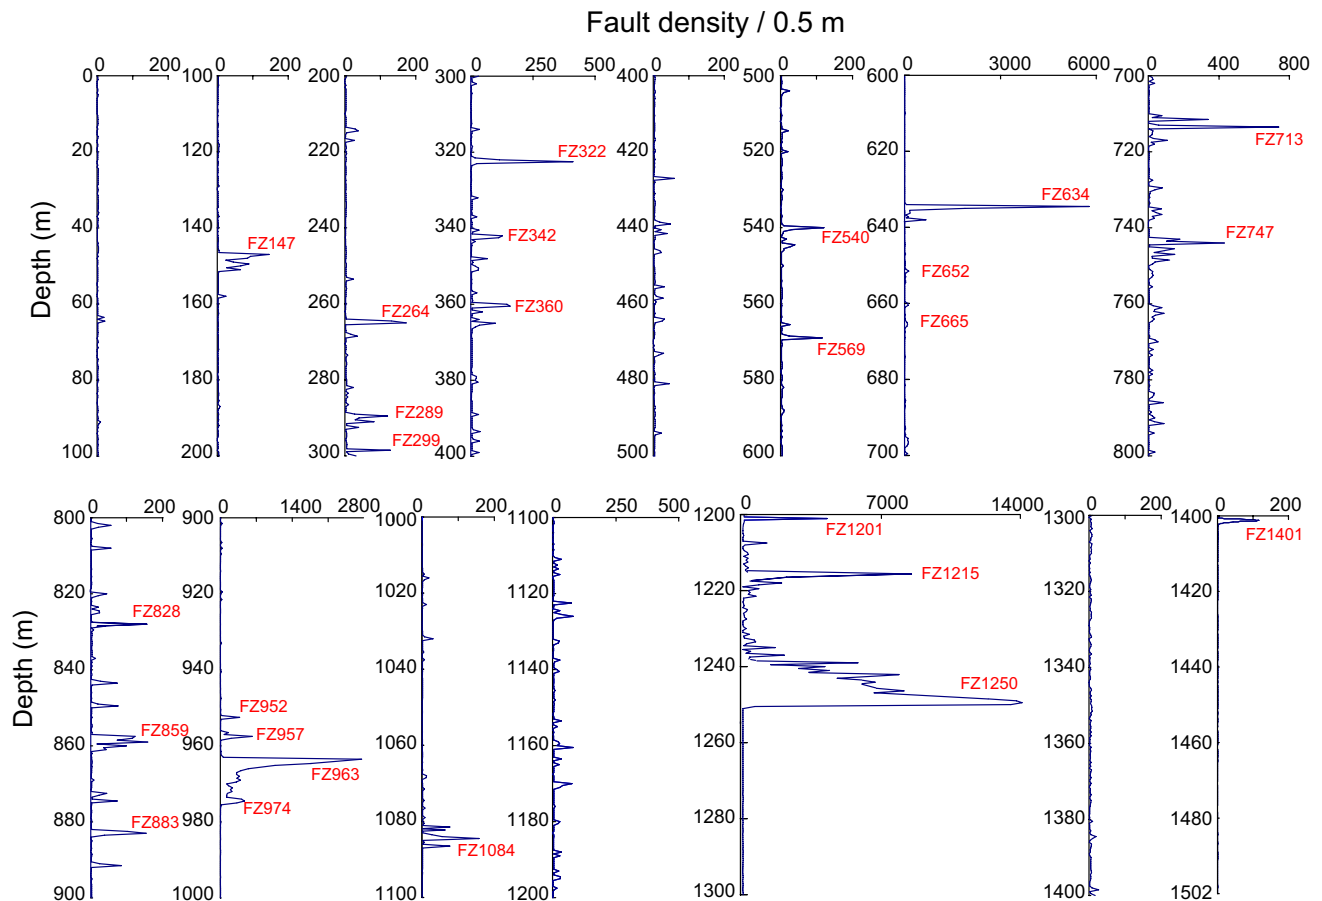 Fault density / 0.5 m
0 200 0 200 0 200 0 250 500 0 200 0 200 0 3000 6000 0 400 800
0 100 200 300 400 500 600 700
20 120 220 320 420 520 620 720
40 140 240 340 440 540 640 740
60 160 260 360 460 560 660 760
80 180 280 380 480 580 680 780
100 200 300 400 500 600 700 800
Depth (m)
FZ147
FZ264
FZ289
FZ299
FZ322
FZ342
FZ360
FZ540
FZ569
FZ634
FZ652
FZ665
FZ713
FZ747
0 200 0 1400 2800 0 200 0 250 500 0 7000 14000 0 200 0 200
800 900 1000 1100 1200 1300 1400
820 920 1020 1120 1220 1320 1420
840 940 1040 1140 1240 1340 1440
860 960 1060 1160 1260 1360 1460
880 980 1080 1180 1280 1380 1480
900 1000 1100 1200 1300 1400 1502
Depth (m)
FZ828
FZ859
FZ883
FZ952
FZ957
FZ963
FZ974
FZ1084
FZ1201
FZ1215
FZ1250
FZ1401